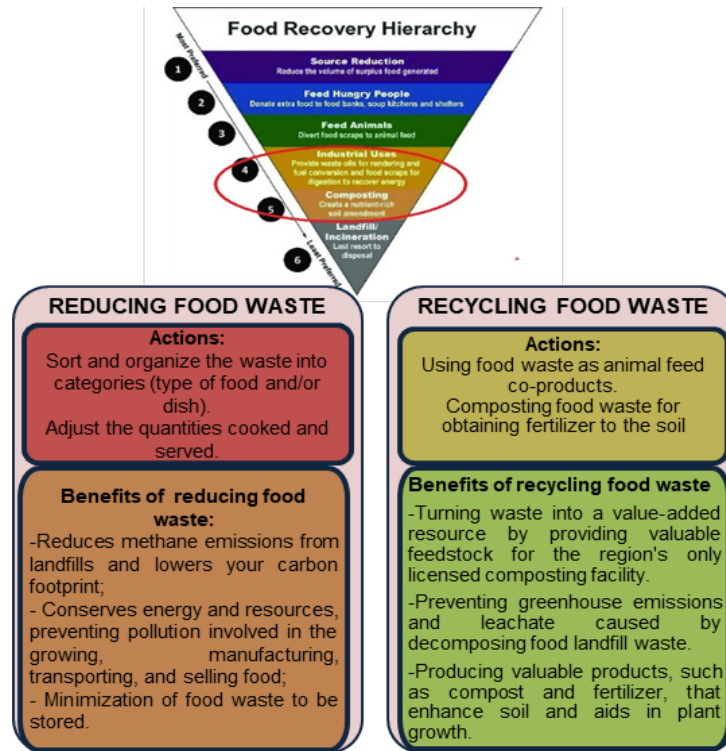 Food Recovery Hierarchy
Most Preferred
1
Source Reduction
Reduce the volume of surplus food generated
2
Feed Hungry People
Donate extra food to food banks, soup kitchens and shelters
3
Feed Animals
Divert food scraps to animal feed
4
Industrial Uses
Provide waste oils for rendering and
fuel conversion and food scraps for
digestion to recover energy
5
Composting
Create a nutrient-rich
soil amendment
6
Landfill/
Incineration
Last resort to
disposal
Least Preferred
REDUCING FOOD WASTE
Actions:
Sort and organize the waste into
categories (type of food and/or
dish).
Adjust the quantities cooked and
served.
Benefits of reducing food
waste:
-Reduces methane emissions from
landfills and lowers your carbon
footprint;
- Conserves energy and resources,
preventing pollution involved in the
growing, manufacturing,
transporting, and selling food;
- Minimization of food waste to be
stored.
RECYCLING FOOD WASTE
Actions:
Using food waste as animal feed
co-products.
Composting food waste for
obtaining fertilizer to the soil
Benefits of recycling food waste
-Turning waste into a value-added
resource by providing valuable
feedstock for the region's only
licensed composting facility.
-Preventing greenhouse emissions
and leachate caused by
decomposing food landfill waste.
-Producing valuable products, such
as compost and fertilizer, that
enhance soil and aids in plant
growth.